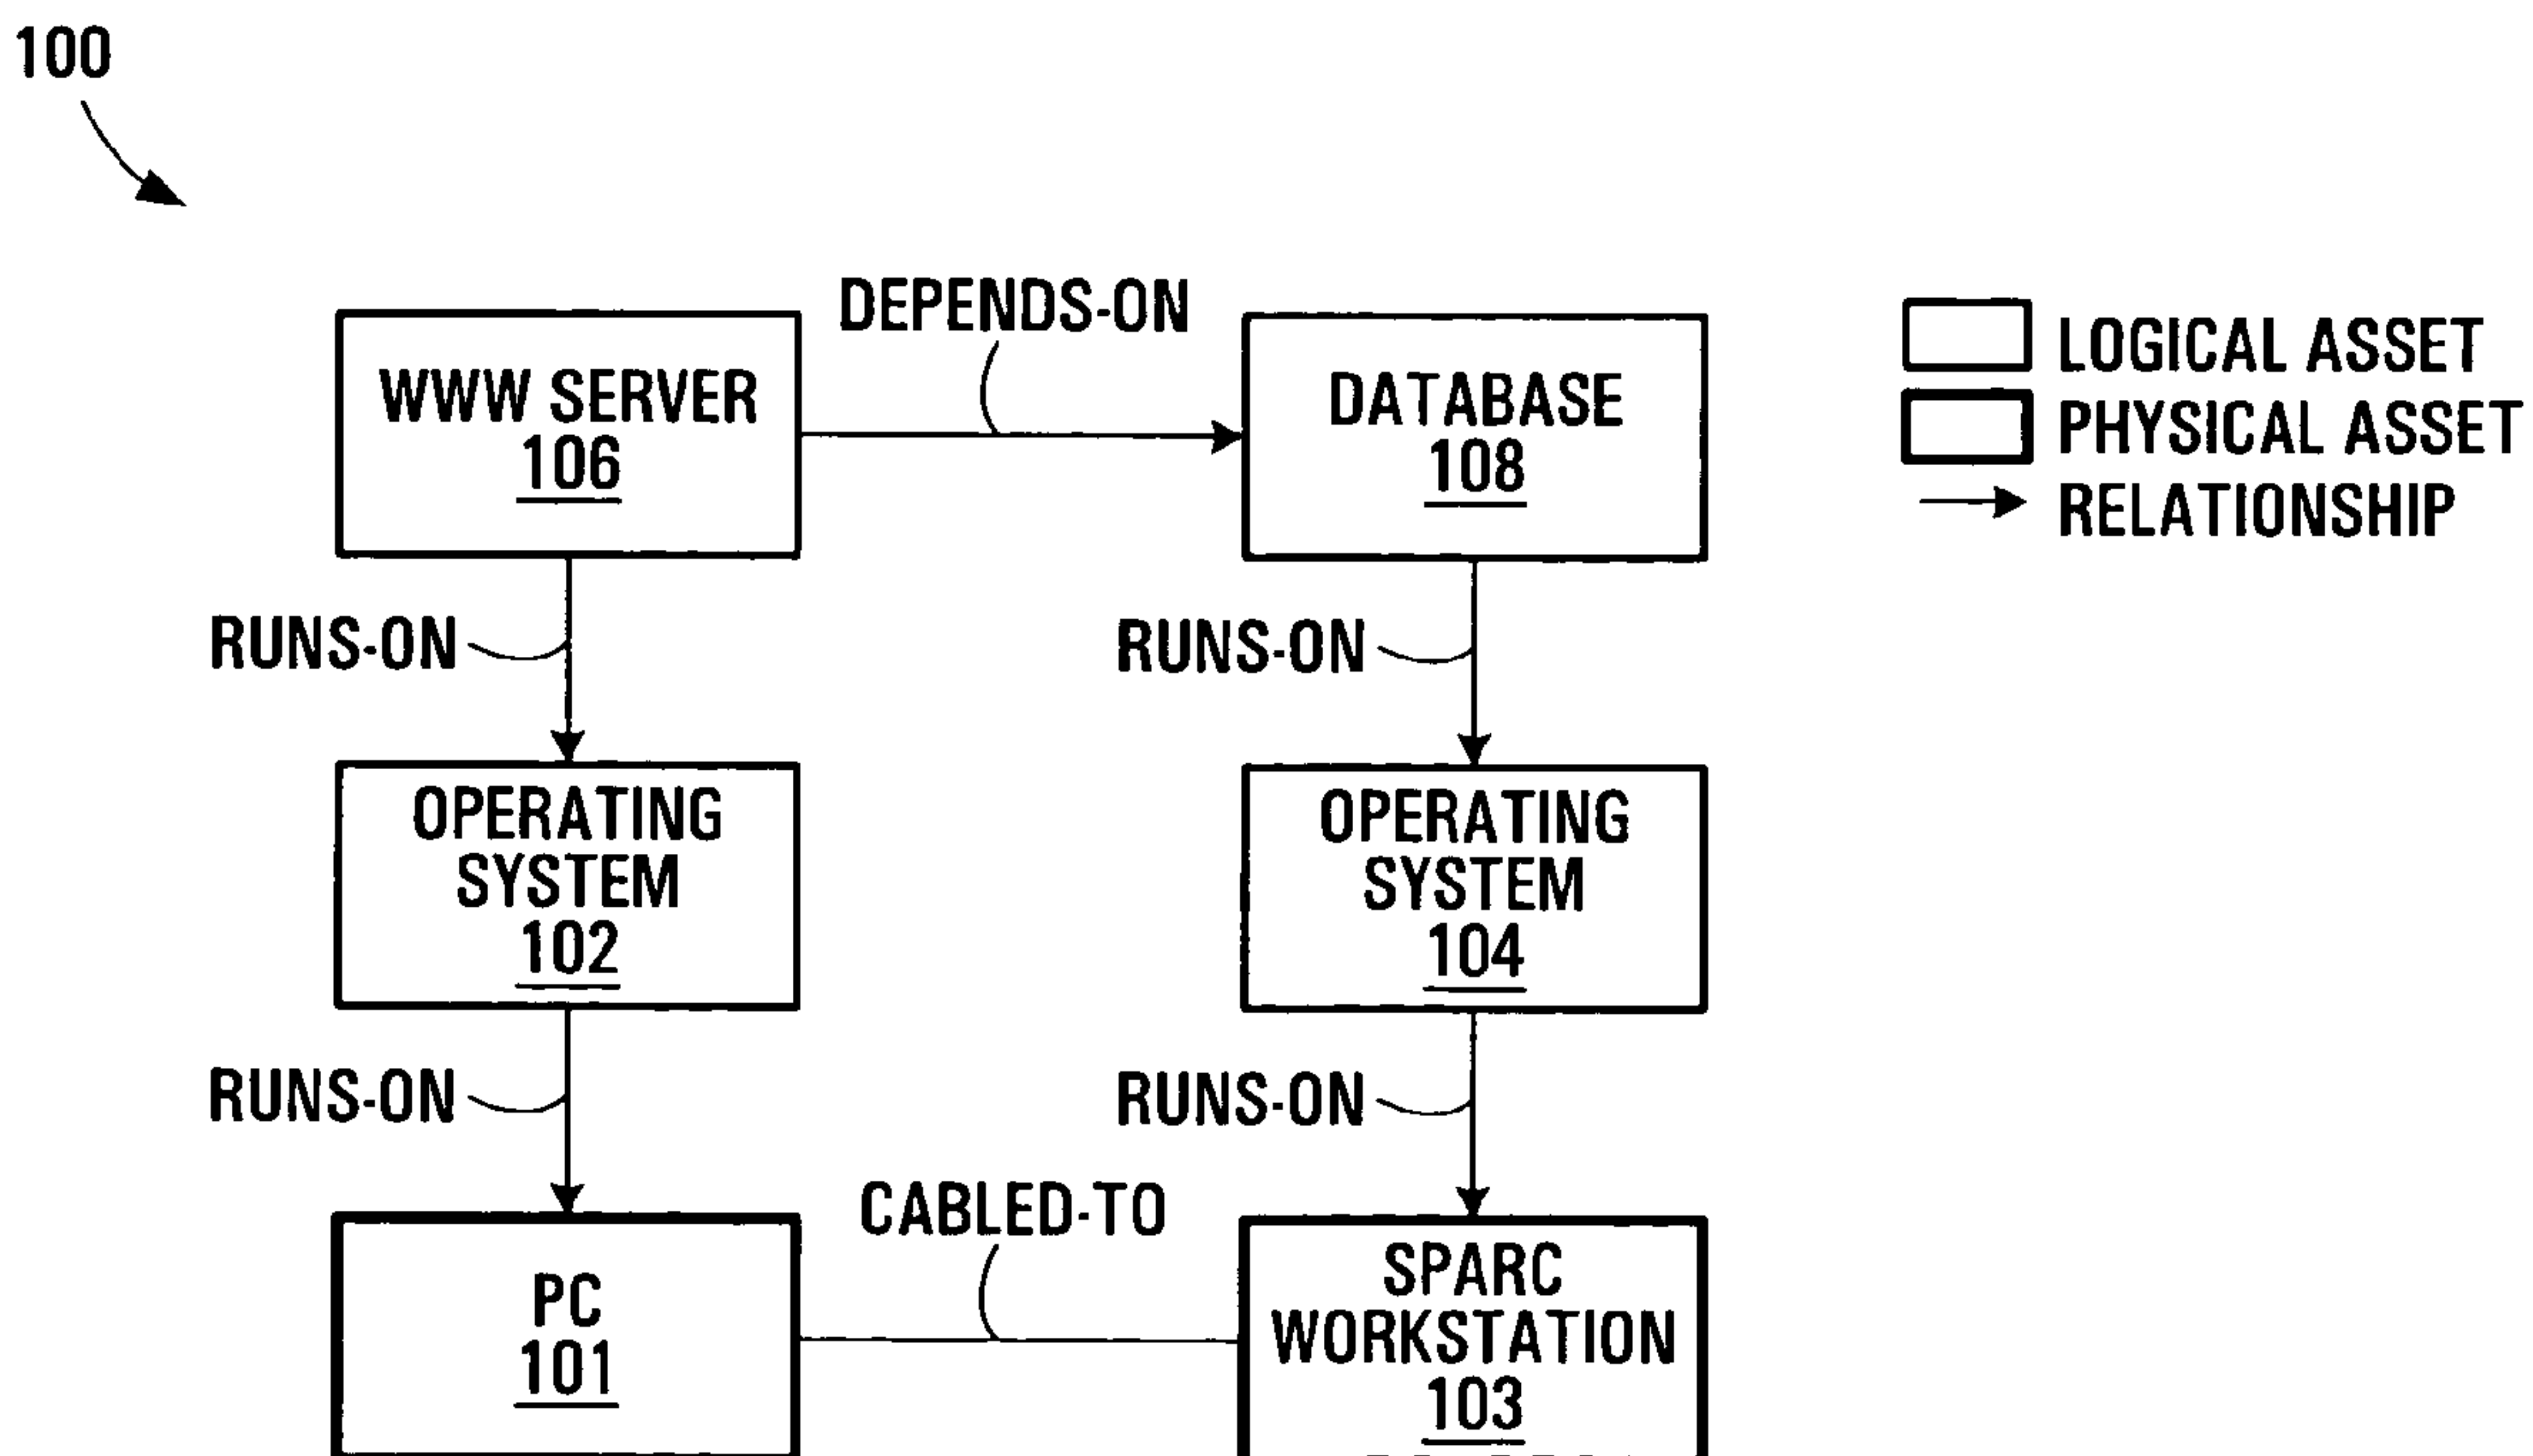 100
DEPENDS-ON
WWW SERVER
106
DATABASE
108
LOGICAL ASSET
PHYSICAL ASSET
RELATIONSHIP
RUNS-ON
RUNS-ON
OPERATING
SYSTEM
102
OPERATING
SYSTEM
104
RUNS-ON
RUNS-ON
CABLED-TO
PC
101
SPARC
WORKSTATION
103